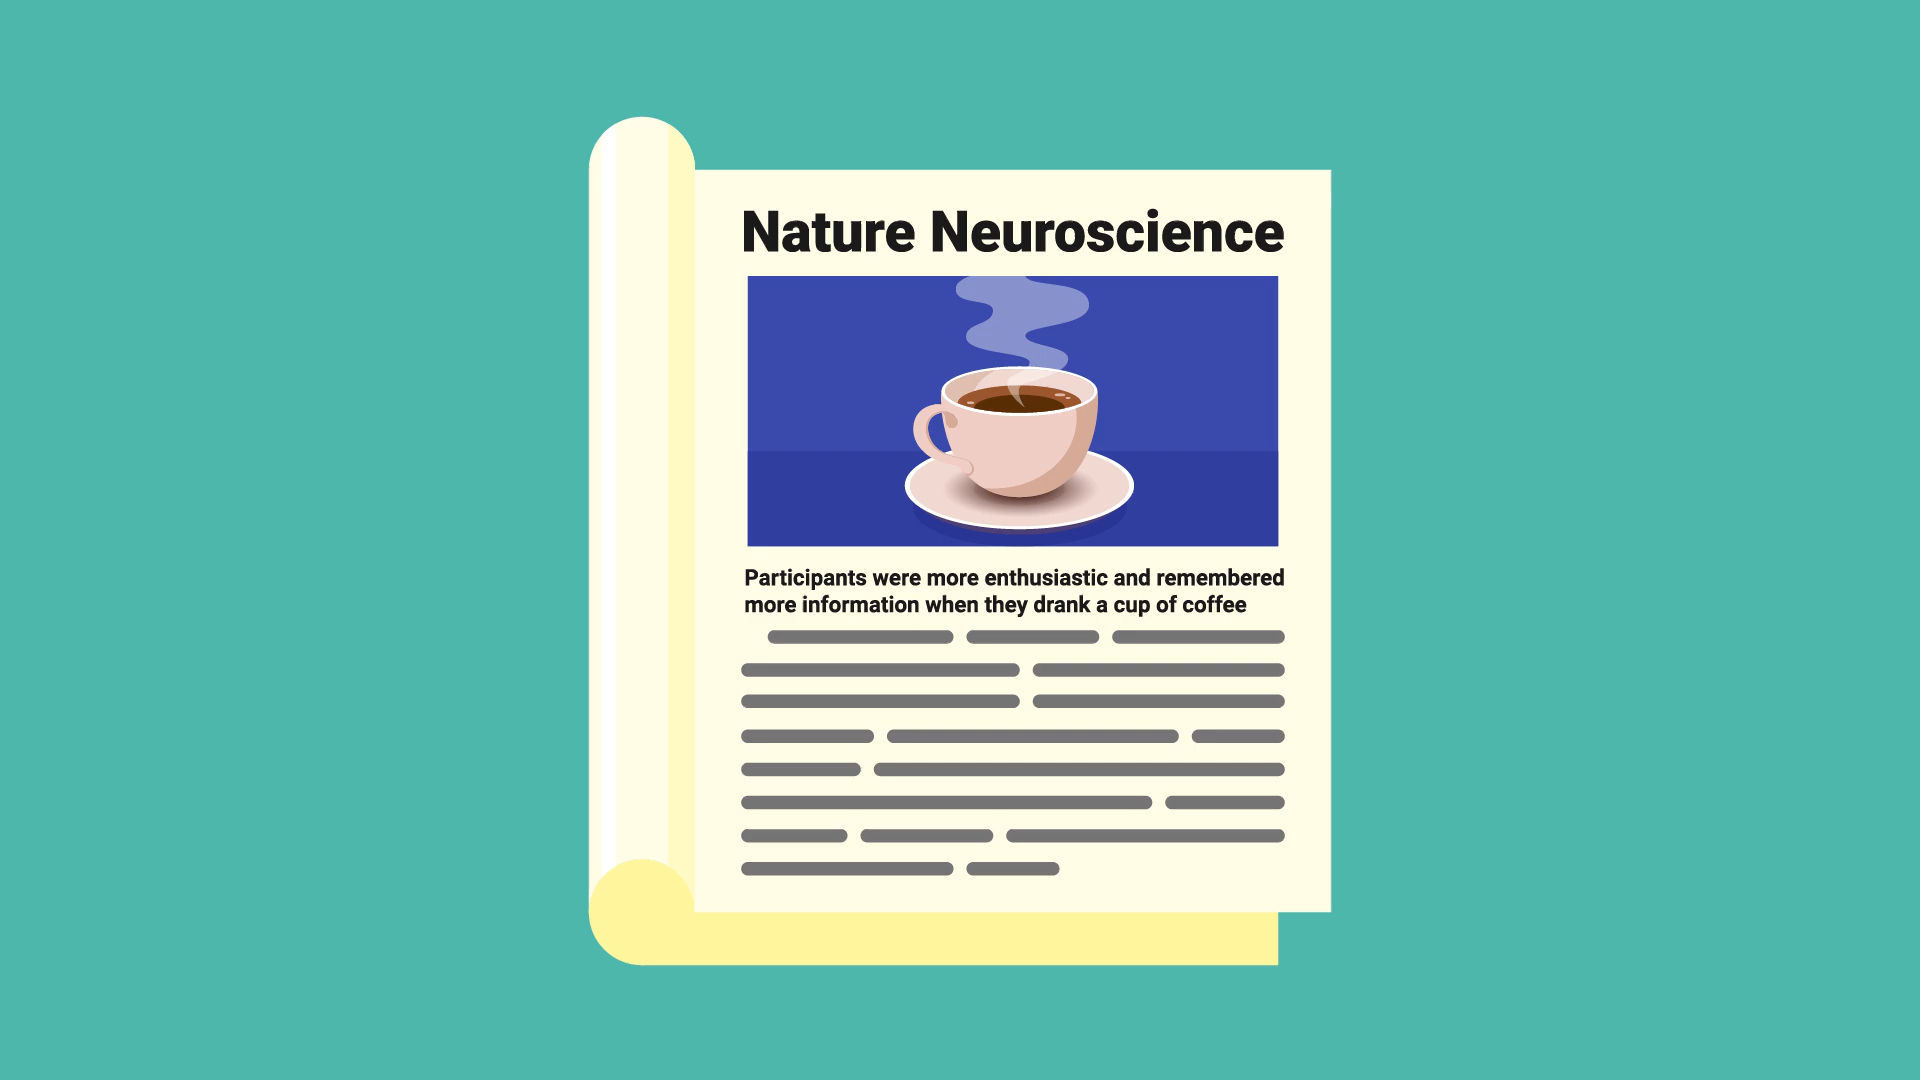 Nature Neuroscience
Participants were more enthusiastic and remembered
more information when they drank a cup of coffee